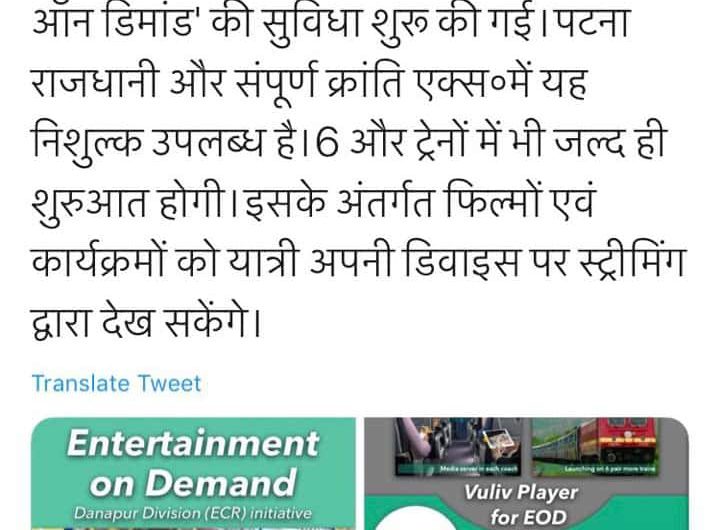 ऑन डिमांड' की सुविधा शुरू की गई।पटना
राजधानी और संपूर्ण क्रांति एक्स०में यह
निशुल्क उपलब्ध है।6 और ट्रेनों में भी जल्द ही
शुरुआत होगी।इसके अंतर्गत फिल्मों एवं
कार्यक्रमों को यात्री अपनी डिवाइस पर स्ट्रीमिंग
द्वारा देख सकेंगे।
Translate Tweet
Entertainment
on Demand
Danapur Division (ECR) initiative
Media server in each coach
Launching on 6 pair more trains
Vuliv Player
for EOD